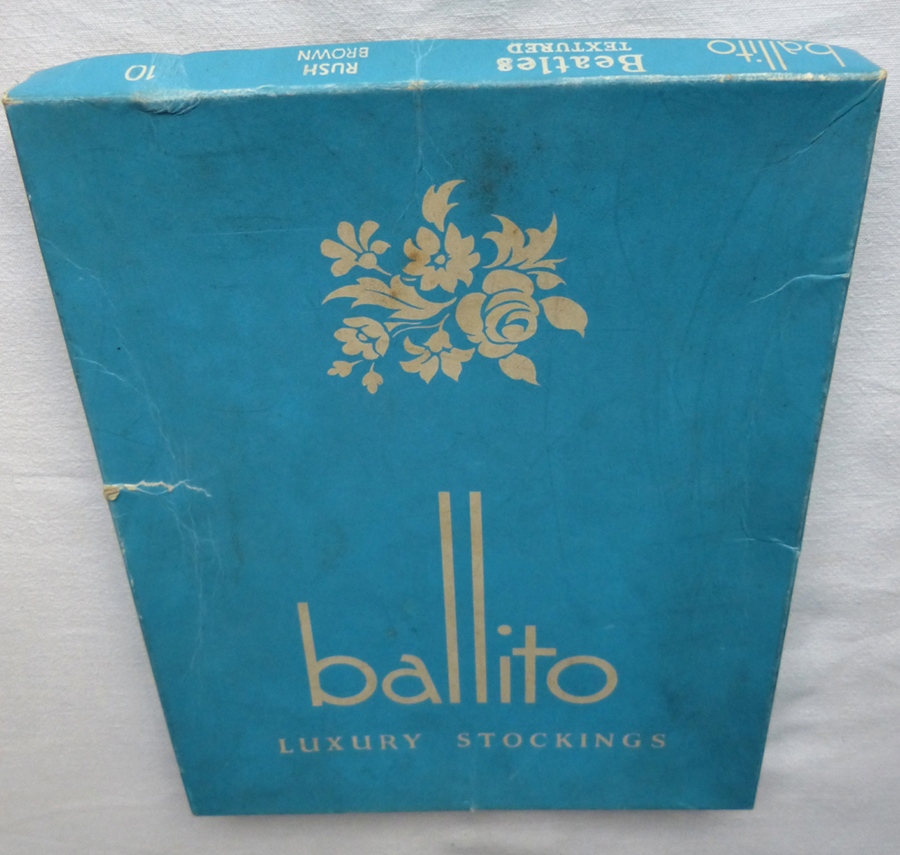 ballito
Beatles
TEXTURED
RUSH
BROWN
10
ballito
LUXURY STOCKINGS